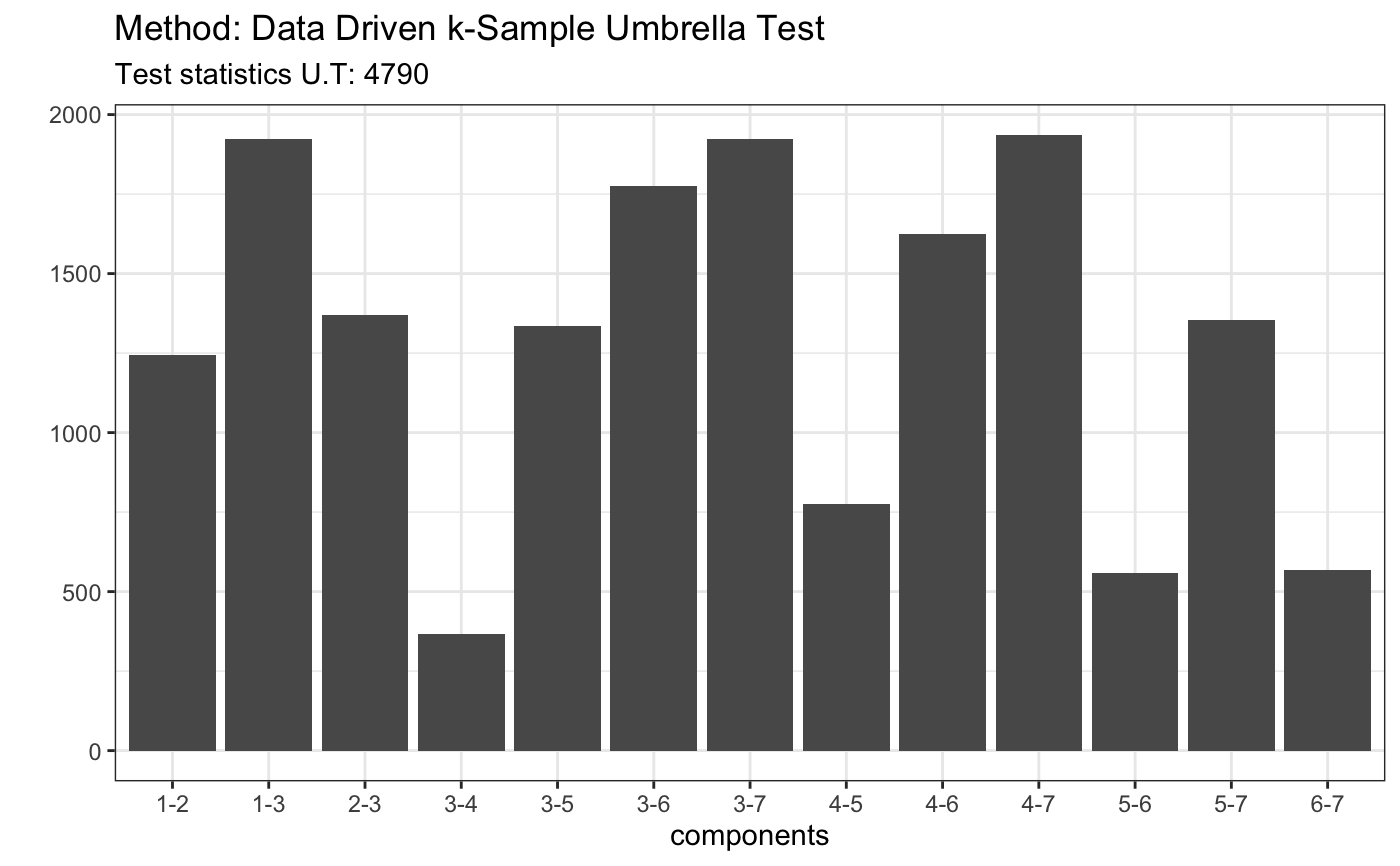 Method: Data Driven k-Sample Umbrella Test
Test statistics U.T: 4790
2000
1500
1000
500
0
1-2 1-3 2-3 3-4 3-5 3-6 3-7 4-5 4-6 4-7 5-6 5-7 6-7
components